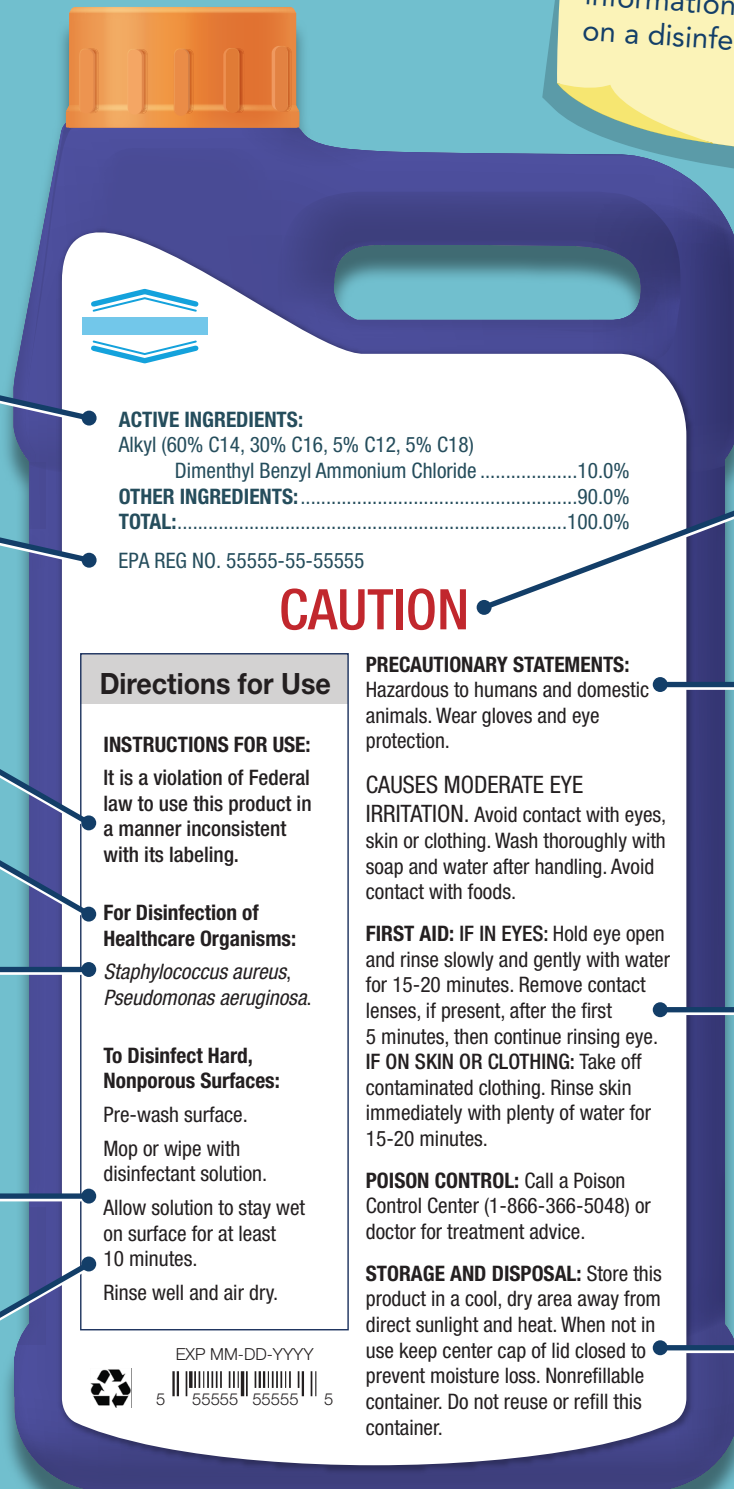 information
on a disinfe
ACTIVE INGREDIENTS:
Alkyl (60% C14, 30% C16, 5% C12, 5% C18)
Dimenthyl Benzyl Ammonium Chloride ...................10.0%
OTHER INGREDIENTS:......................................................90.0%
TOTAL:............................................................................100.0%
EPA REG NO. 55555-55-55555
CAUTION
Directions for Use
INSTRUCTIONS FOR USE:
It is a violation of Federal
law to use this product in
a manner inconsistent
with its labeling.
For Disinfection of
Healthcare Organisms:
Staphylococcus aureus,
Pseudomonas aeruginosa.
To Disinfect Hard,
Nonporous Surfaces:
Pre-wash surface.
Mop or wipe with
disinfectant solution.
Allow solution to stay wet
on surface for at least
10 minutes.
Rinse well and air dry.
EXP MM-DD-YYYY
5 55555 55555 5
PRECAUTIONARY STATEMENTS:
Hazardous to humans and domestic
animals. Wear gloves and eye
protection.
CAUSES MODERATE EYE
IRRITATION. Avoid contact with eyes,
skin or clothing. Wash thoroughly with
soap and water after handling. Avoid
contact with foods.
FIRST AID: IF IN EYES: Hold eye open
and rinse slowly and gently with water
for 15-20 minutes. Remove contact
lenses, if present, after the first
5 minutes, then continue rinsing eye.
IF ON SKIN OR CLOTHING: Take off
contaminated clothing. Rinse skin
immediately with plenty of water for
15-20 minutes.
POISON CONTROL: Call a Poison
Control Center (1-866-366-5048) or
doctor for treatment advice.
STORAGE AND DISPOSAL: Store this
product in a cool, dry area away from
direct sunlight and heat. When not in
use keep center cap of lid closed to
prevent moisture loss. Nonrefillable
container. Do not reuse or refill this
container.